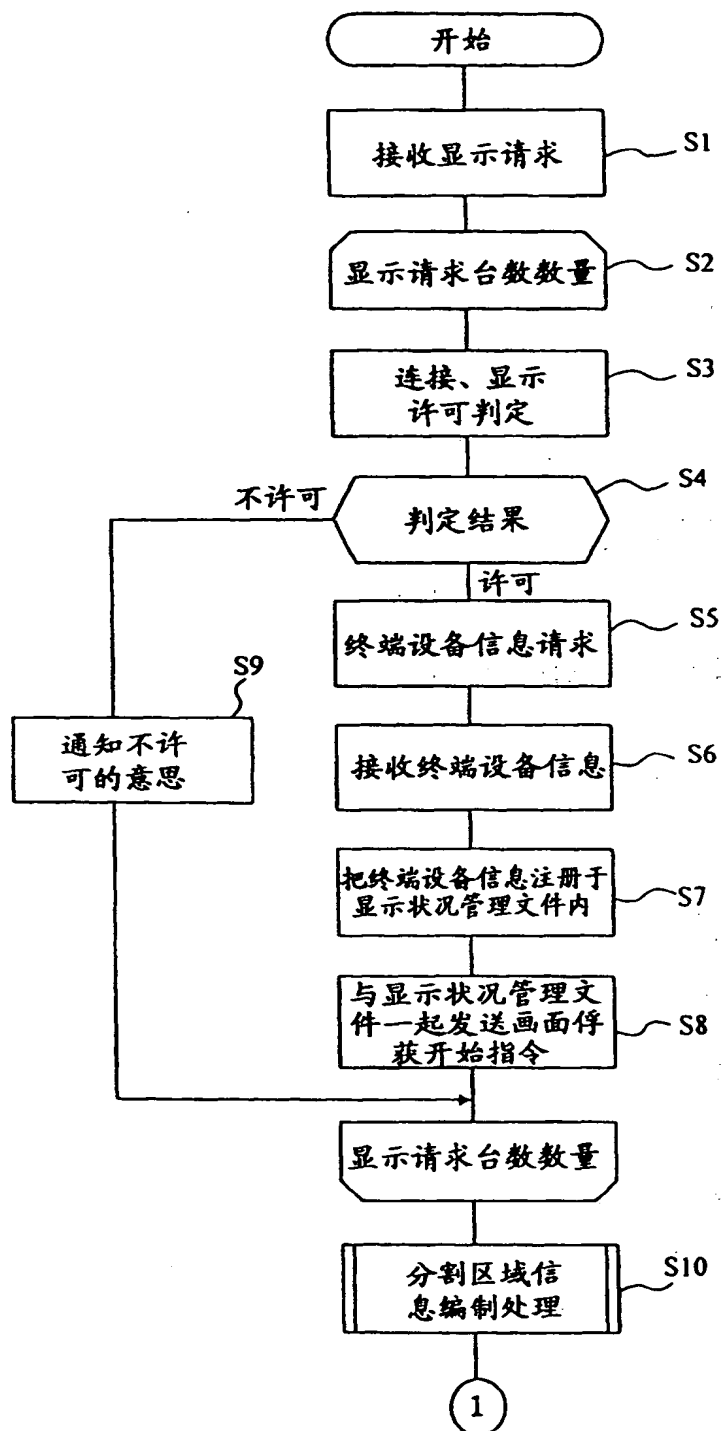 开始
接收显示请求
S1
显示请求台数数量
S2
连接、显示
许可判定
S3
判定结果
S4
不许可
许可
终端设备信息请求
S5
S9
通知不许
可的意思
接收终端设备信息
S6
把终端设备信息注册于
显示状况管理文件内
S7
与显示状况管理文
件一起发送画面俘
获开始指令
S8
显示请求台数数量
分割区域信
息编制处理
S10
1